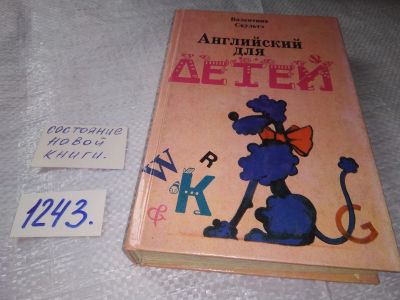 Валентина
Скультэ
Английский
для
ДЕТЕЙ
W
R
K
G
состояние
новой
книги.
1243.